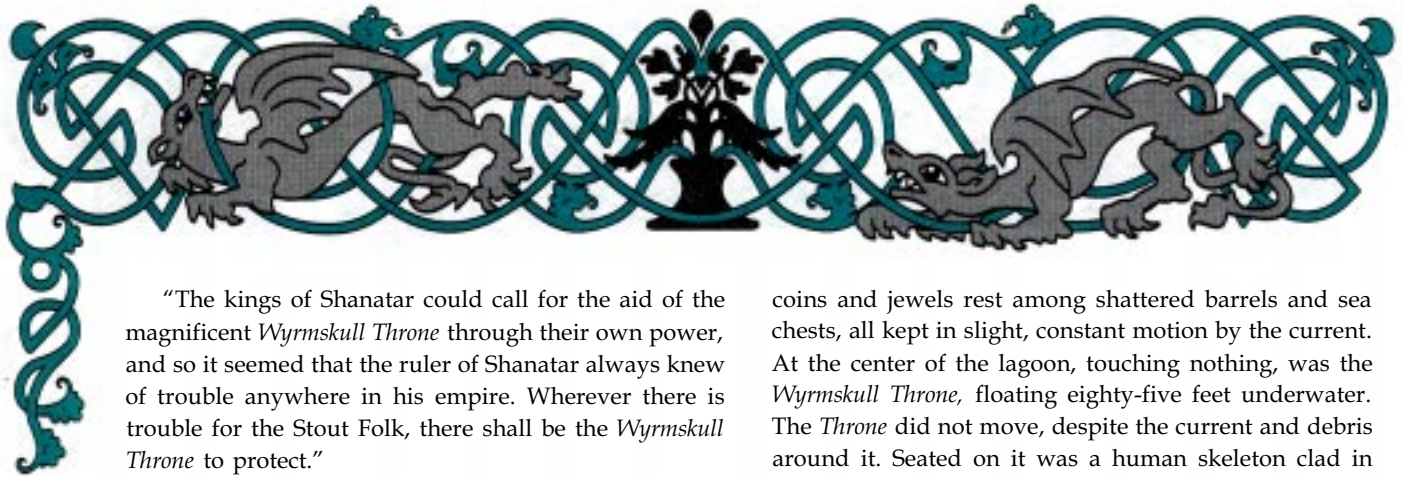 “The kings of Shanatar could call for the aid of the
magnificent Wyrmskull Throne through their own power,
and so it seemed that the ruler of Shanatar always knew
of trouble anywhere in his empire. Wherever there is
trouble for the Stout Folk, there shall be the Wyrmskull
Throne to protect.”
coins and jewels rest among shattered barrels and sea
chests, all kept in slight, constant motion by the current.
At the center of the lagoon, touching nothing, was the
Wyrmskull Throne, floating eighty-five feet underwater.
The Throne did not move, despite the current and debris
around it. Seated on it was a human skeleton clad in